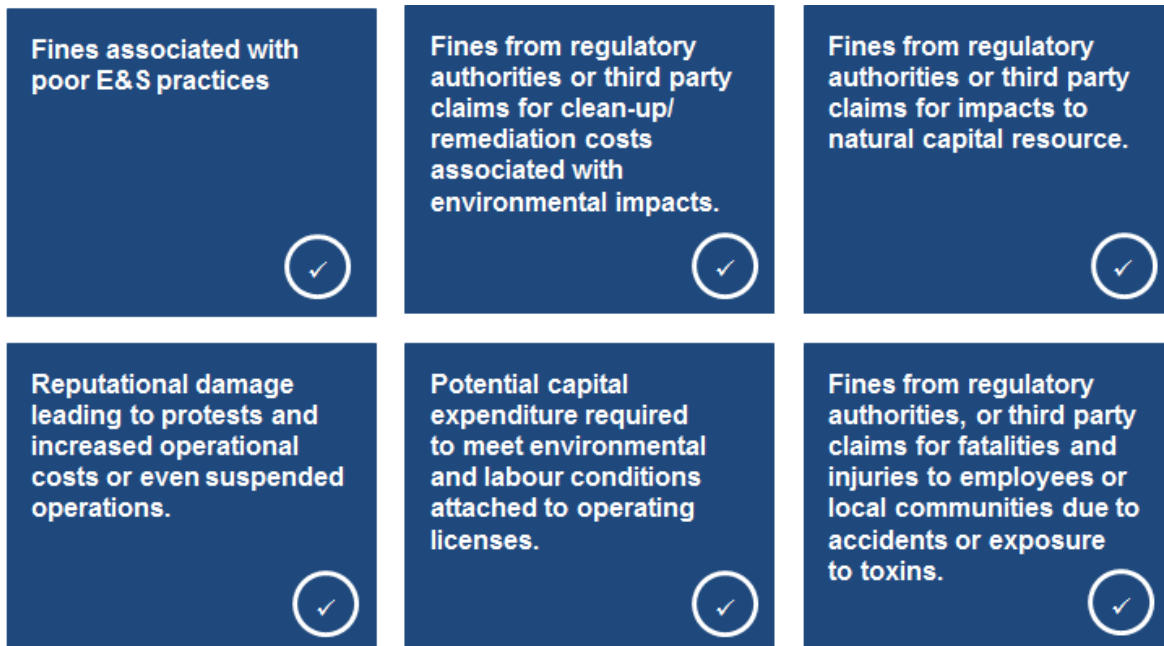 Fines associated with
poor E&S practices
Fines from regulatory
authorities or third party
claims for clean-up/
remediation costs
associated with
environmental impacts.
Fines from regulatory
authorities or third party
claims for impacts to
natural capital resource.
Reputational damage
leading to protests and
increased operational
costs or even suspended
operations.
Potential capital
expenditure required
to meet environmental
and labour conditions
attached to operating
licenses.
Fines from regulatory
authorities, or third party
claims for fatalities and
injuries to employees or
local communities due to
accidents or exposure
to toxins.